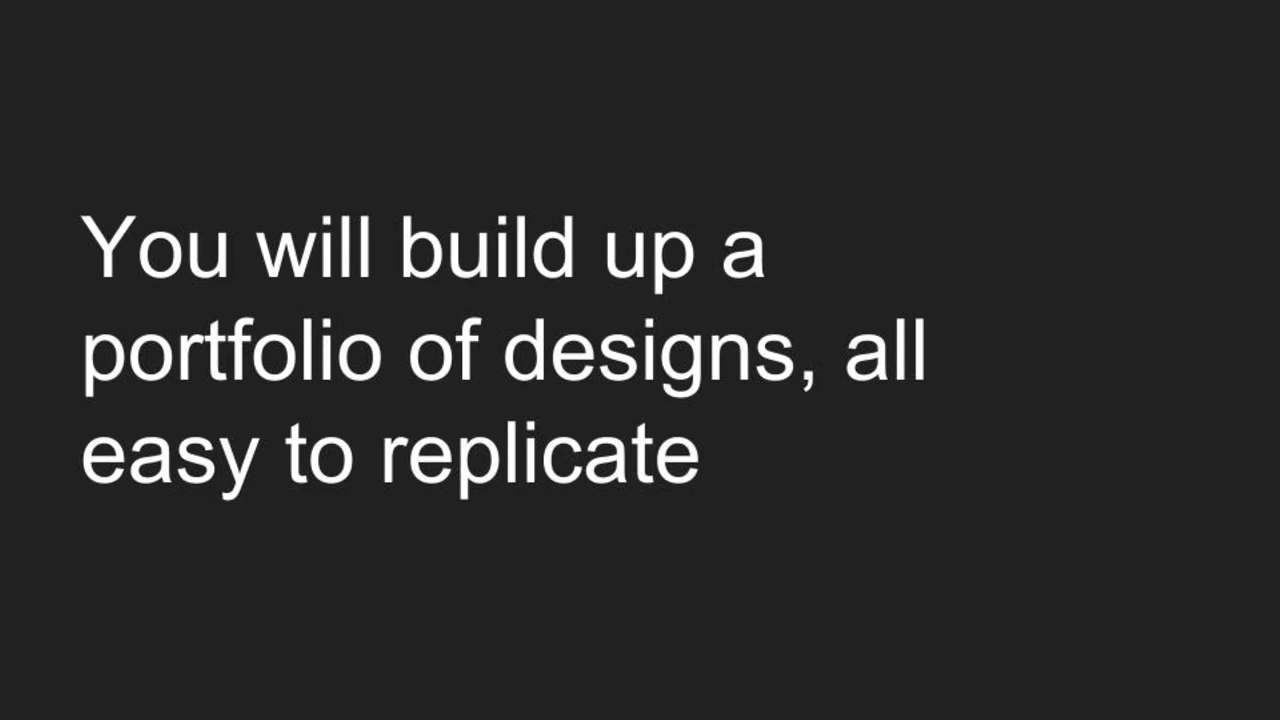 You will build up a
portfolio of designs, all
easy to replicate